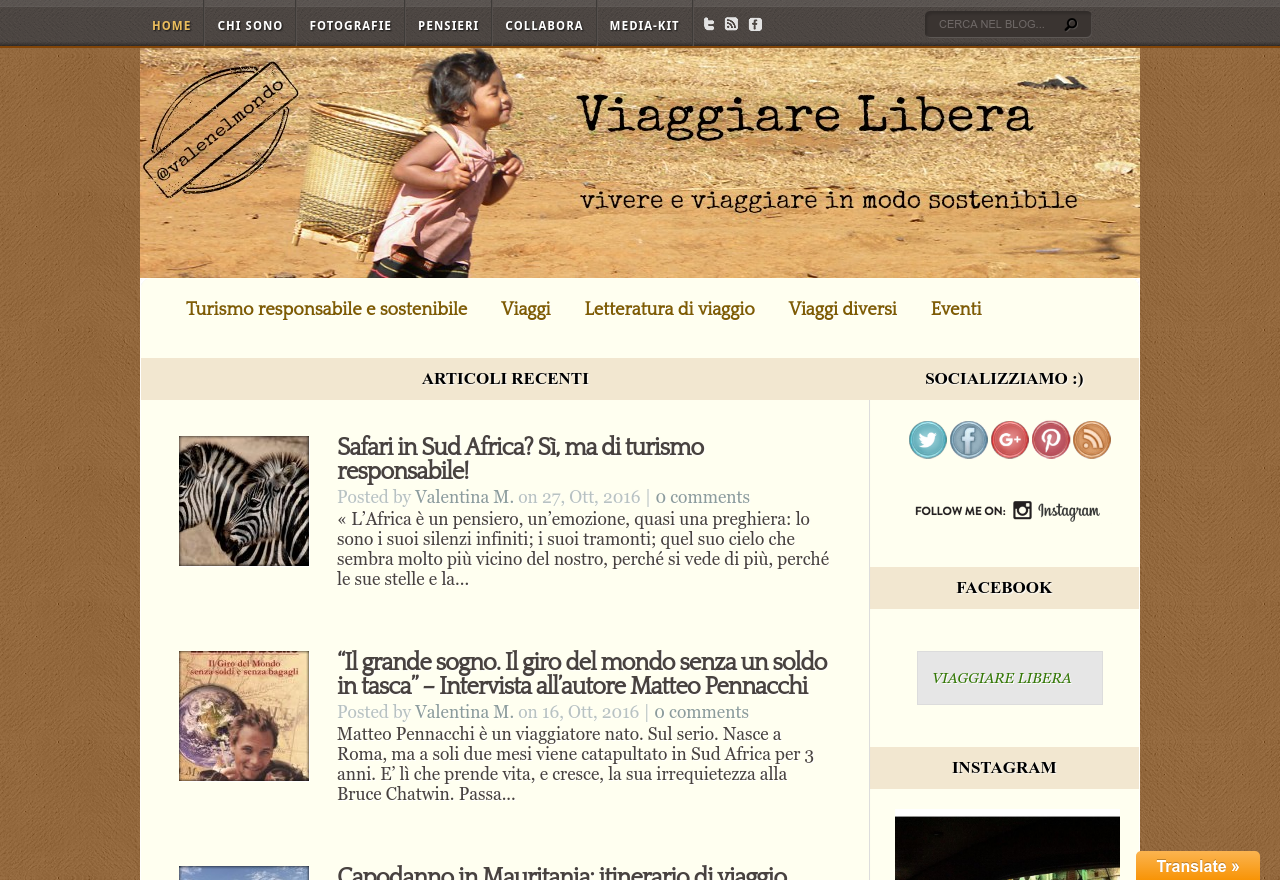 HOME CHI SONO FOTOGRAFIE PENSIERI COLLABORA MEDIA-KIT CERCA NEL BLOG...
@valenelmondo
Viaggiare Libera
vivere e viaggiare in modo sostenibile
Turismo responsabile e sostenibile Viaggi Letteratura di viaggio Viaggi diversi Eventi
ARTICOLI RECENTI
Safari in Sud Africa? Sì, ma di turismo
responsabile!
Posted by Valentina M. on 27, Ott, 2016 | 0 comments
« L’Africa è un pensiero, un’emozione, quasi una preghiera: lo
sono i suoi silenzi infiniti; i suoi tramonti; quel suo cielo che
sembra molto più vicino del nostro, perché si vede di più, perché
le sue stelle e la...
Il Giro del Mondo
senza soldi e senza bagagli
“Il grande sogno. Il giro del mondo senza un soldo
in tasca” – Intervista all’autore Matteo Pennacchi
Posted by Valentina M. on 16, Ott, 2016 | 0 comments
Matteo Pennacchi è un viaggiatore nato. Sul serio. Nasce a
Roma, ma a soli due mesi viene catapultato in Sud Africa per 3
anni. E’ lì che prende vita, e cresce, la sua irrequietezza alla
Bruce Chatwin. Passa...
Capodanno in Mauritania: itinerario di viaggio
SOCIALIZZIAMO :)
FOLLOW ME ON: Instagram
FACEBOOK
VIAGGIARE LIBERA
INSTAGRAM
Translate »